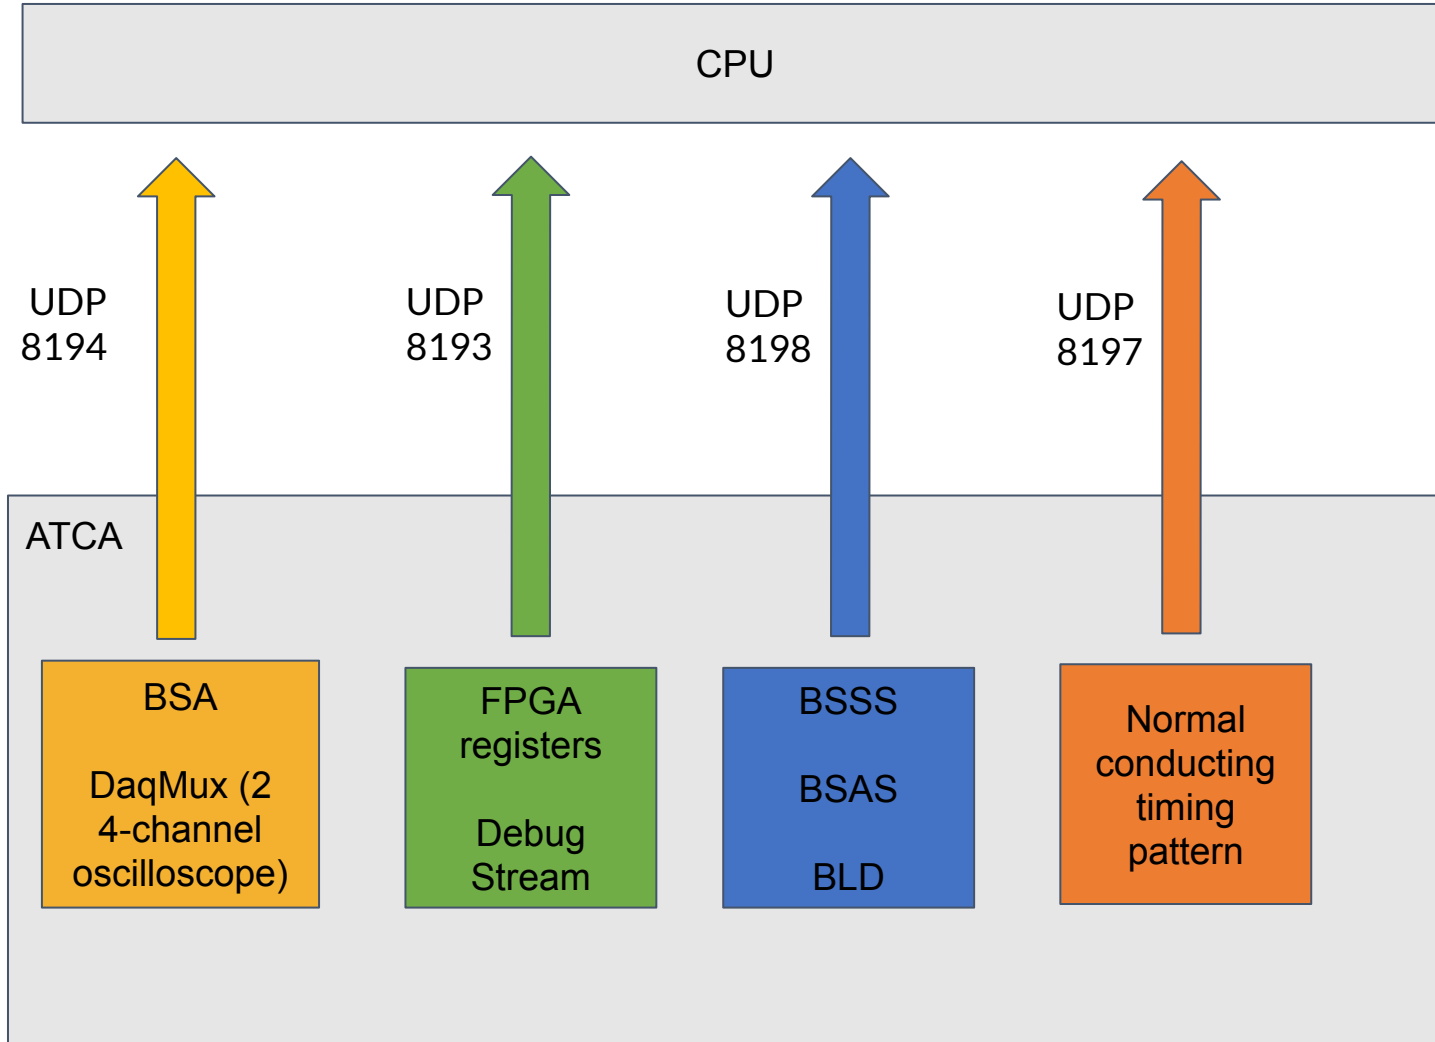 CPU
UDP
8194
UDP
8193
UDP
8198
UDP
8197
ATCA
BSA
DaqMux (2
4-channel
oscilloscope)
FPGA
registers
Debug
Stream
BSSS
BSAS
BLD
Normal
conducting
timing
pattern